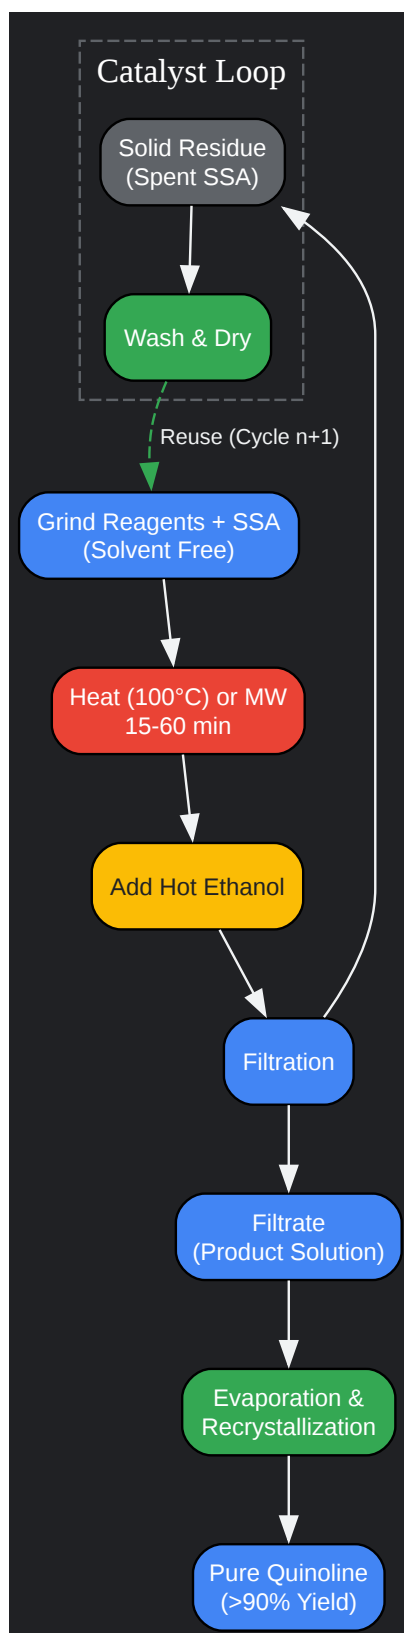 Catalyst Loop
Solid Residue
(Spent SSA)
Wash & Dry
Reuse (Cycle n+1)
Grind Reagents + SSA
(Solvent Free)
Heat (100°C) or MW
15-60 min
Add Hot Ethanol
Filtration
Filtrate
(Product Solution)
Evaporation &
Recrystallization
Pure Quinoline
(>90% Yield)